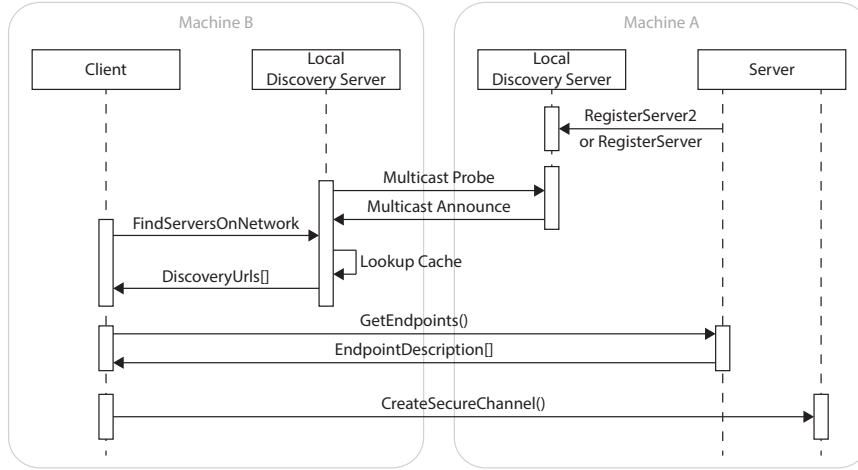 Machine B
Machine A
Client
Local
Discovery Server
Local
Discovery Server
Server
RegisterServer2
or RegisterServer
Multicast Probe
Multicast Announce
FindServersOnNetwork
Lookup Cache
DiscoveryUrls[]
GetEndpoints()
EndpointDescription[]
CreateSecureChannel()